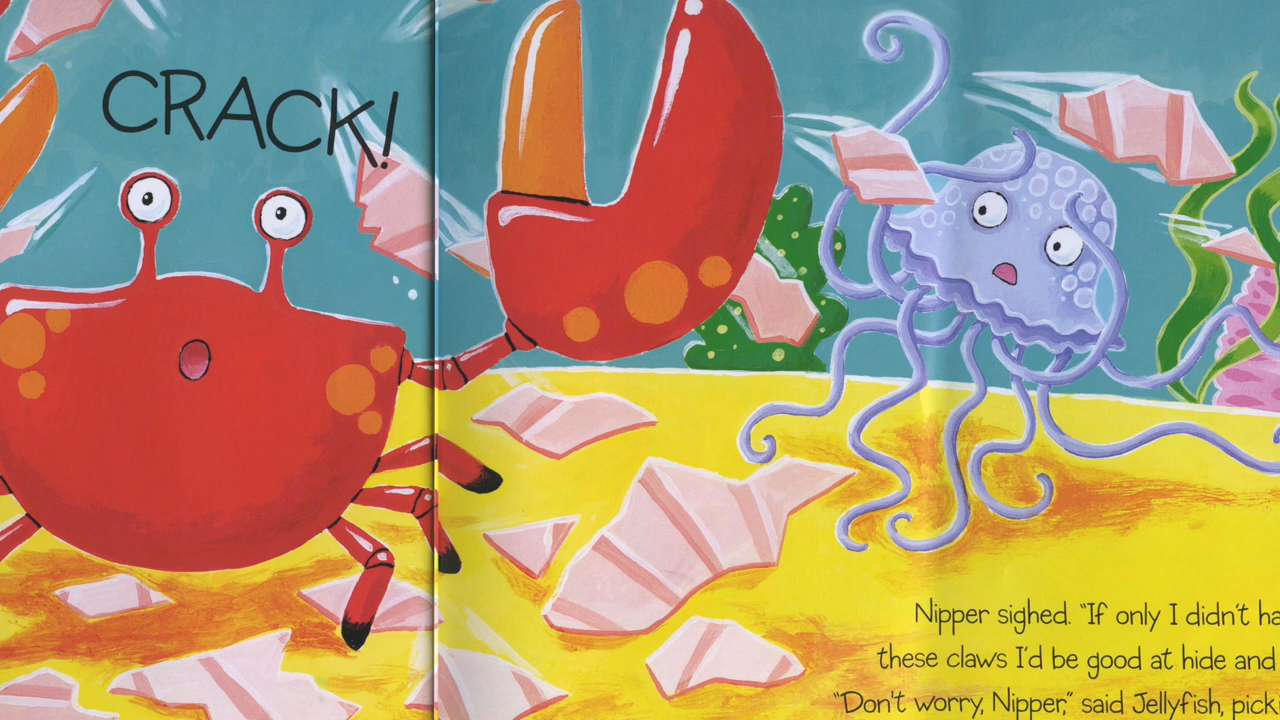 CRACK!
Nipper sighed. “If only I didn’t ha
these claws I’d be good at hide and
“Don’t worry, Nipper,” said Jellyfish, pick